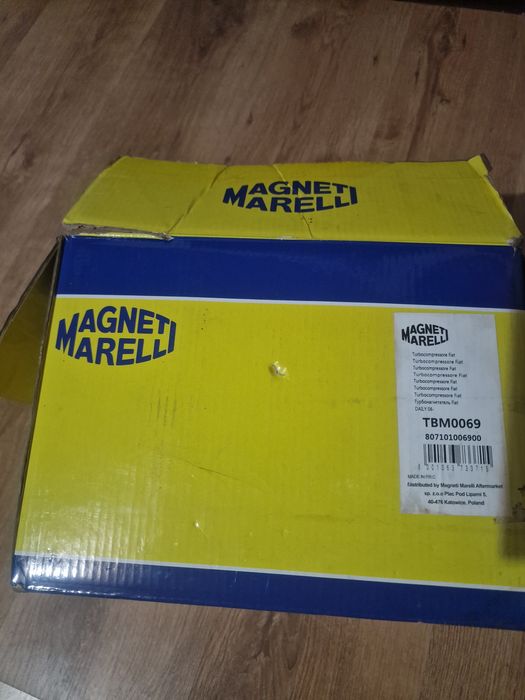 MAGNETI
MARELLI
MAGNETI
MARELLI
MAGNETI
MARELLI
Turbocompressore Fiat
Turbocompressore Fiat
Turbocompressore Fiat
Turbocompressore Fiat
Turbocompressore Fiat
Turbocompressore Fiat
Turbocompressore Fiat
Турбонагнетатель Fiat
DAILY 06-
TBM0069
807101006900
MADE IN P.R.C.
Distributed by Magneti Marelli Aftermarket
sp. z.o.o Plac Pod Lipami 5,
40-476 Katowice, Poland